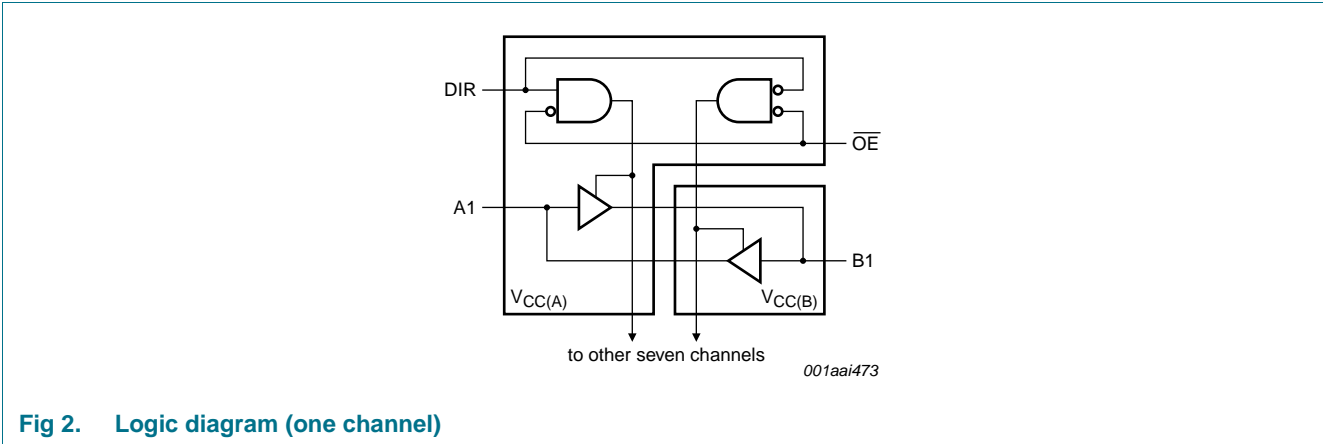 DIR
OE
A1
B1
VCC(A)
VCC(B)
to other seven channels
001aai473
Fig 2. Logic diagram (one channel)